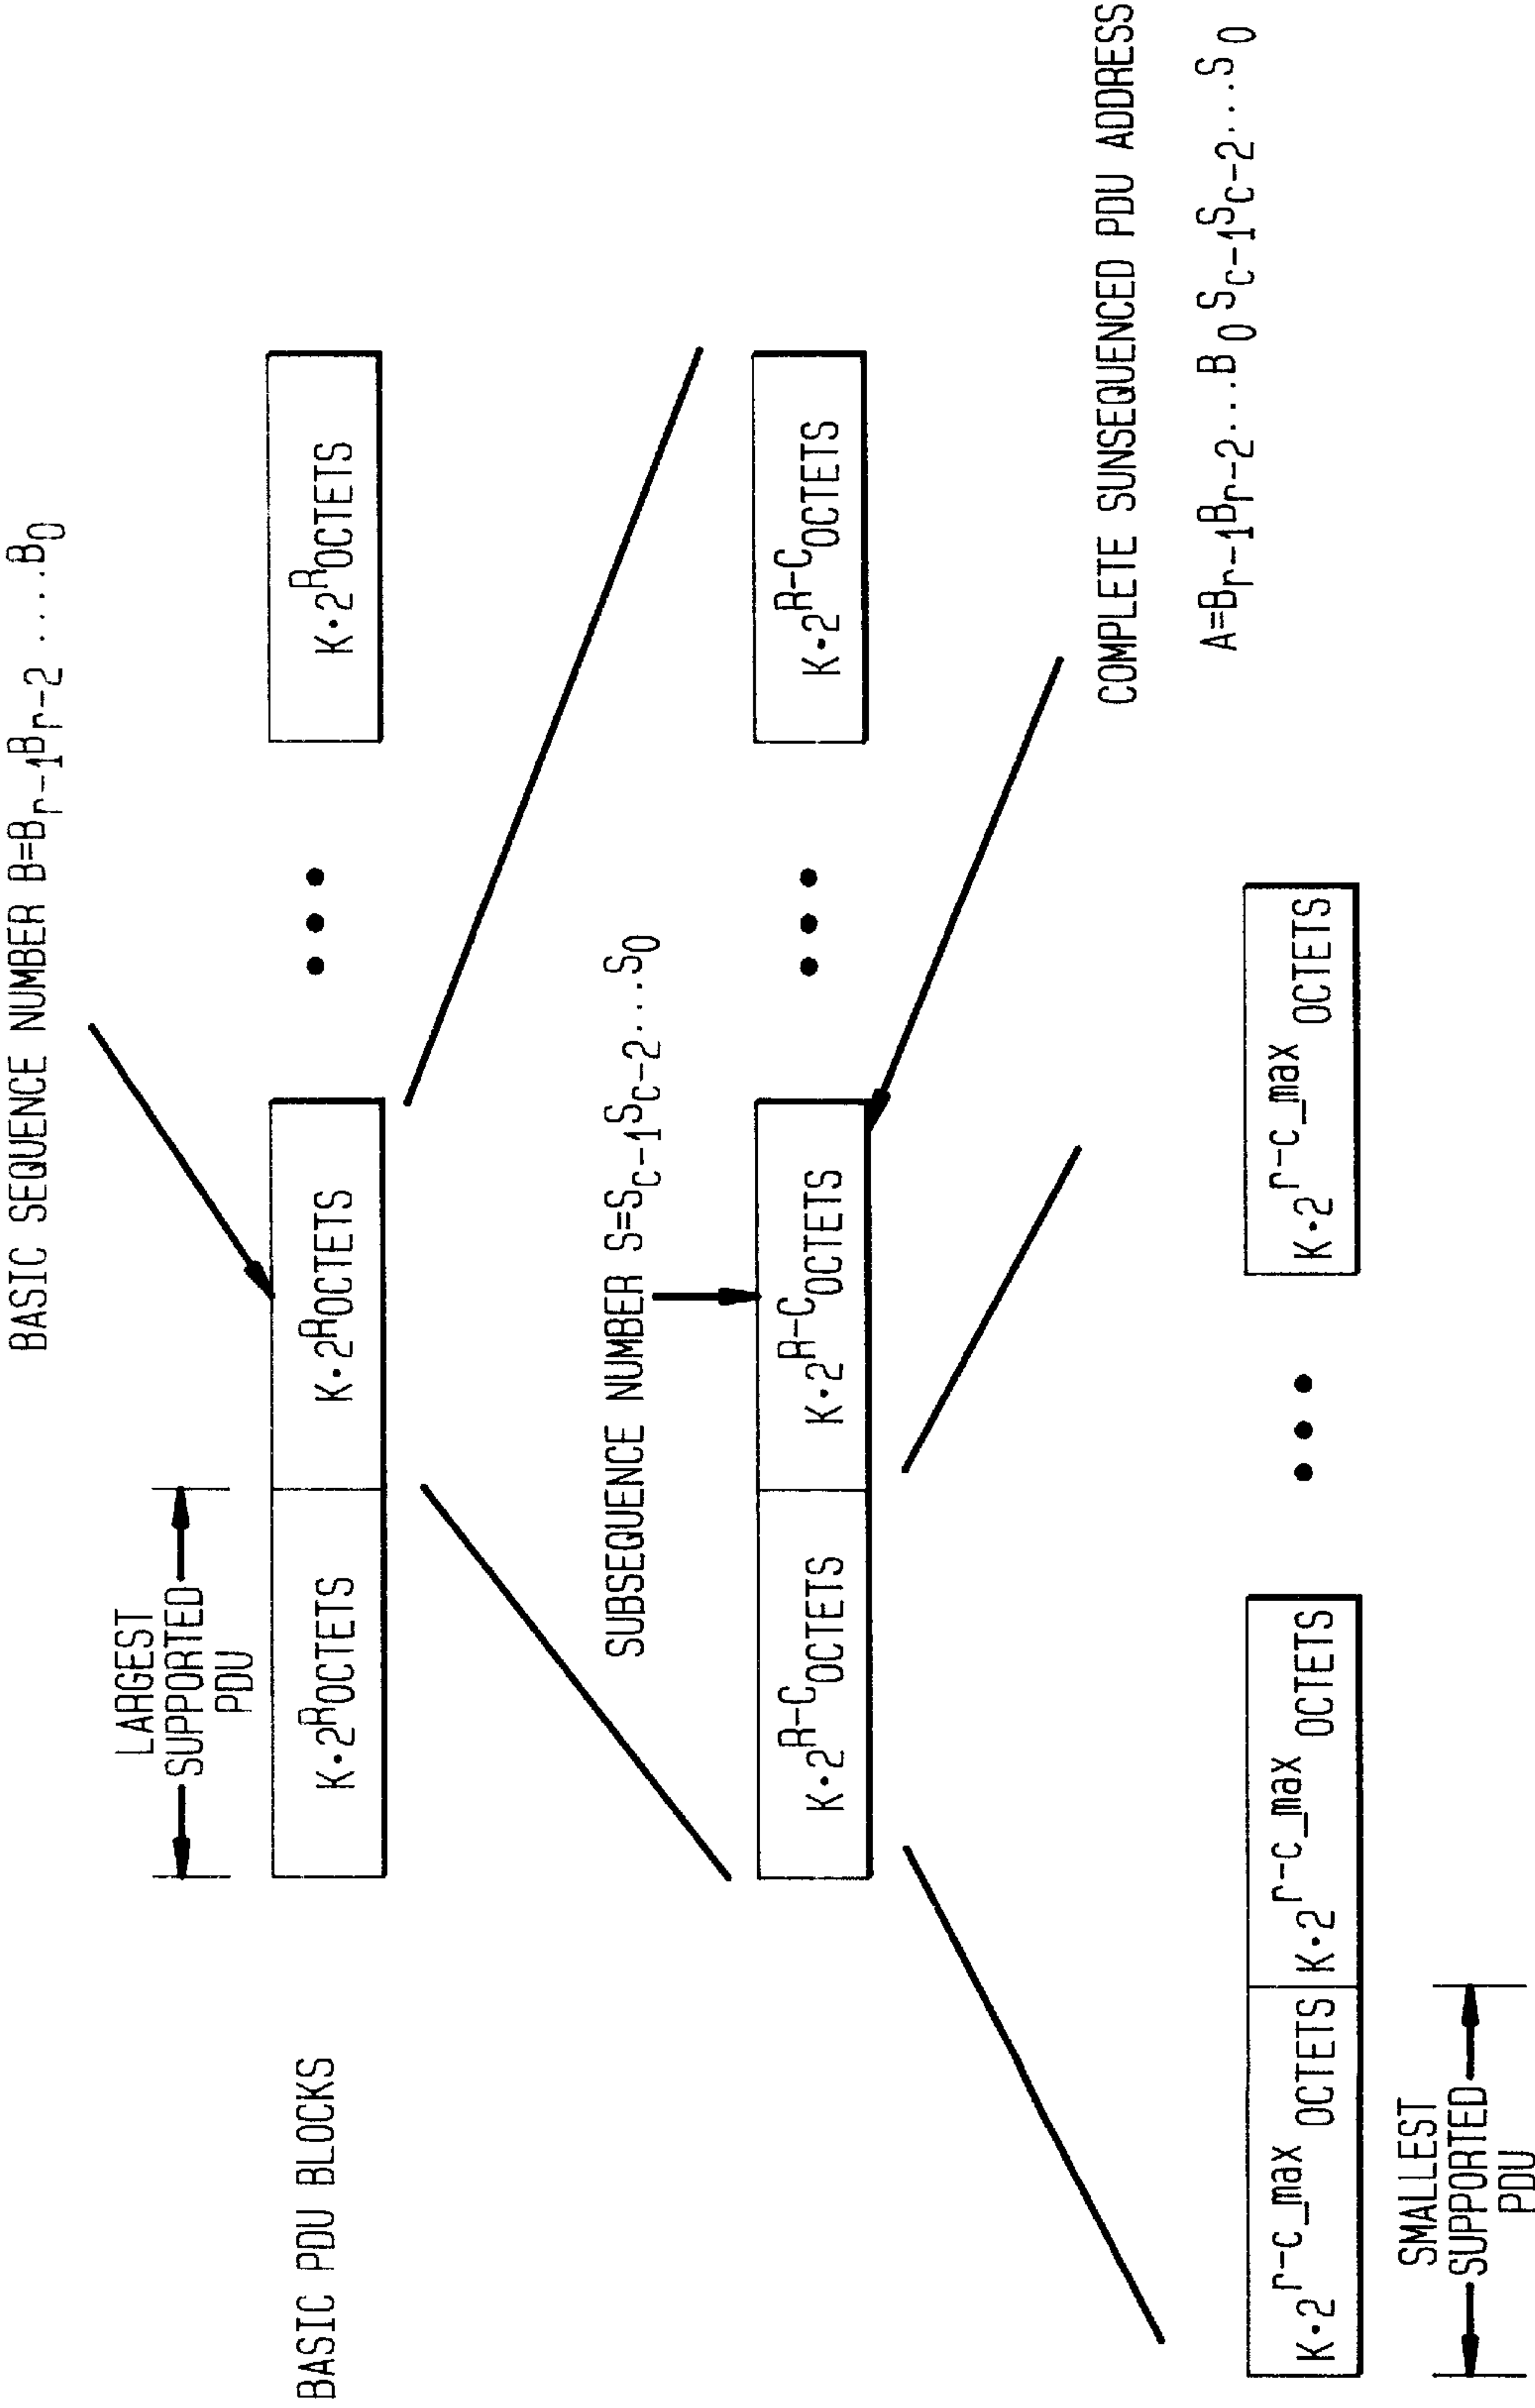 BASIC SEQUENCE NUMBER B=B_{r-1}B_{r-2} ....B_0
LARGEST
SUPPORTED
PDU
BASIC PDU BLOCKS
K·2^R OCTETS
K·2^R OCTETS
K·2^R OCTETS
SUBSEQUENCE NUMBER S=S_{C-1}S_{C-2}...S_0
K·2^{R-C} OCTETS
K·2^{R-C} OCTETS
K·2^{R-C} OCTETS
COMPLETE SUNSEQUENCED PDU ADDRESS
A=B_{r-1}B_{r-2}...B_0 S_{C-1}S_{C-2}...S_0
K·2^{r-C_max} OCTETS
K·2^{r-C_max} OCTETS
K·2^{r-C_max} OCTETS
SMALLEST
SUPPORTED
PDU